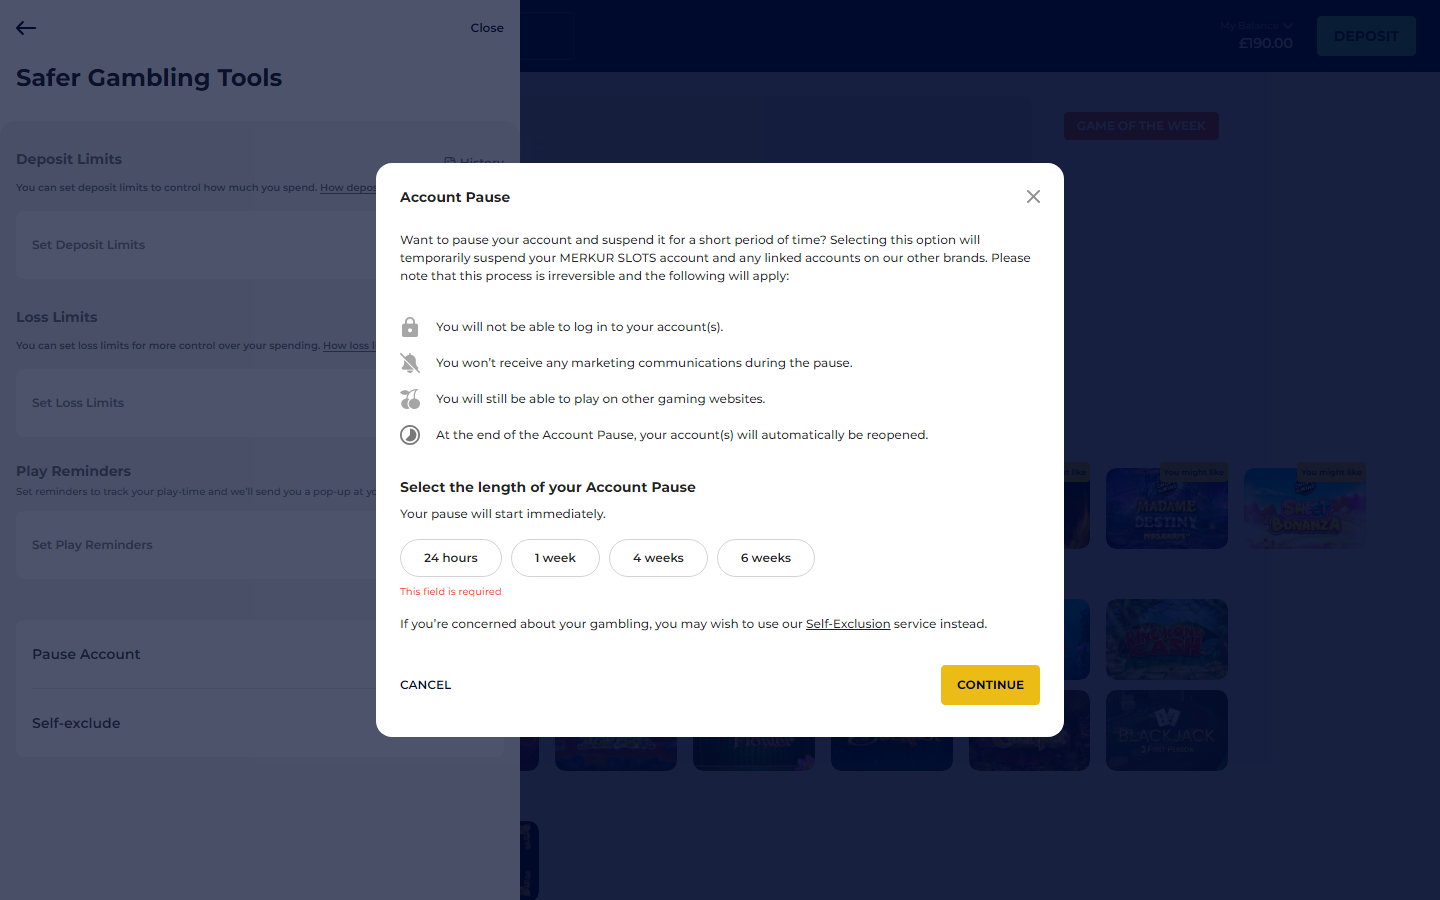 Close
Safer Gambling Tools
My Balance
£190.00
DEPOSIT
GAME OF THE WEEK
Deposit Limits
History
You can set deposit limits to control how much you spend. How depos
Set Deposit Limits
Loss Limits
You can set loss limits for more control over your spending. How loss l
Set Loss Limits
Play Reminders
Set reminders to track your play-time and we'll send you a pop-up at yo
Set Play Reminders
Pause Account
Self-exclude
Account Pause
Want to pause your account and suspend it for a short period of time? Selecting this option will
temporarily suspend your MERKUR SLOTS account and any linked accounts on our other brands. Please
note that this process is irreversible and the following will apply:
You will not be able to log in to your account(s).
You won't receive any marketing communications during the pause.
You will still be able to play on other gaming websites.
At the end of the Account Pause, your account(s) will automatically be reopened.
Select the length of your Account Pause
Your pause will start immediately.
24 hours
1 week
4 weeks
6 weeks
This field is required
If you're concerned about your gambling, you may wish to use our Self-Exclusion service instead.
CANCEL
CONTINUE
like
You might like
You might like
MADAME
DESTINY
MEGAWAYS
SWEET
BONANZA
BLACKJACK